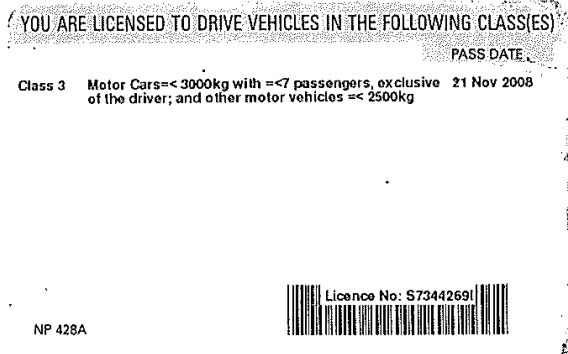 YOU ARE LICENSED TO DRIVE VEHICLES IN THE FOLLOWING CLASS(ES)
PASS DATE
Class 3 Motor Cars=< 3000kg with =<7 passengers, exclusive 21 Nov 2008
of the driver; and other motor vehicles =< 2500kg
Licence No: S7344269I
NP 428A